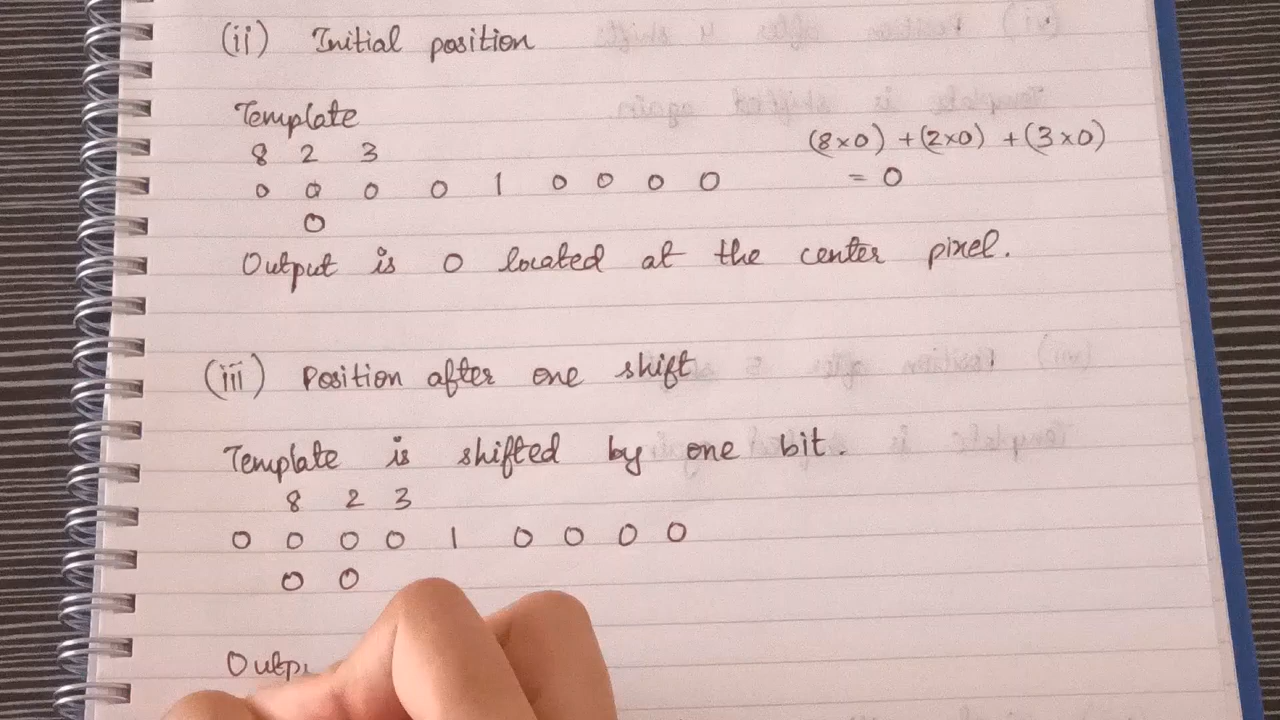 (ii) Initial position
Template
8 2 3 (8×0) + (2×0) + (3×0)
0 0 0 0 1 0 0 0 0 = 0
0
Output is 0 located at the center pixel.
(iii) Position after one shift
Template is shifted by one bit.
8 2 3
0 0 0 0 1 0 0 0 0
0 0